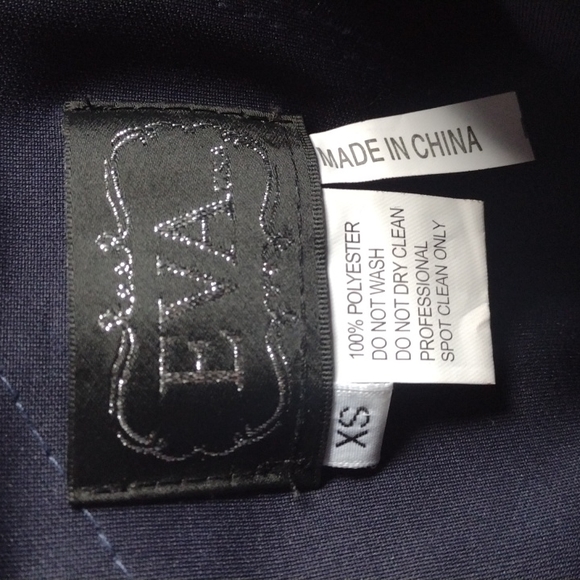 EVA
MADE IN CHINA
100% POLYESTER
DO NOT WASH
DO NOT DRY CLEAN
PROFESSIONAL
SPOT CLEAN ONLY
XS